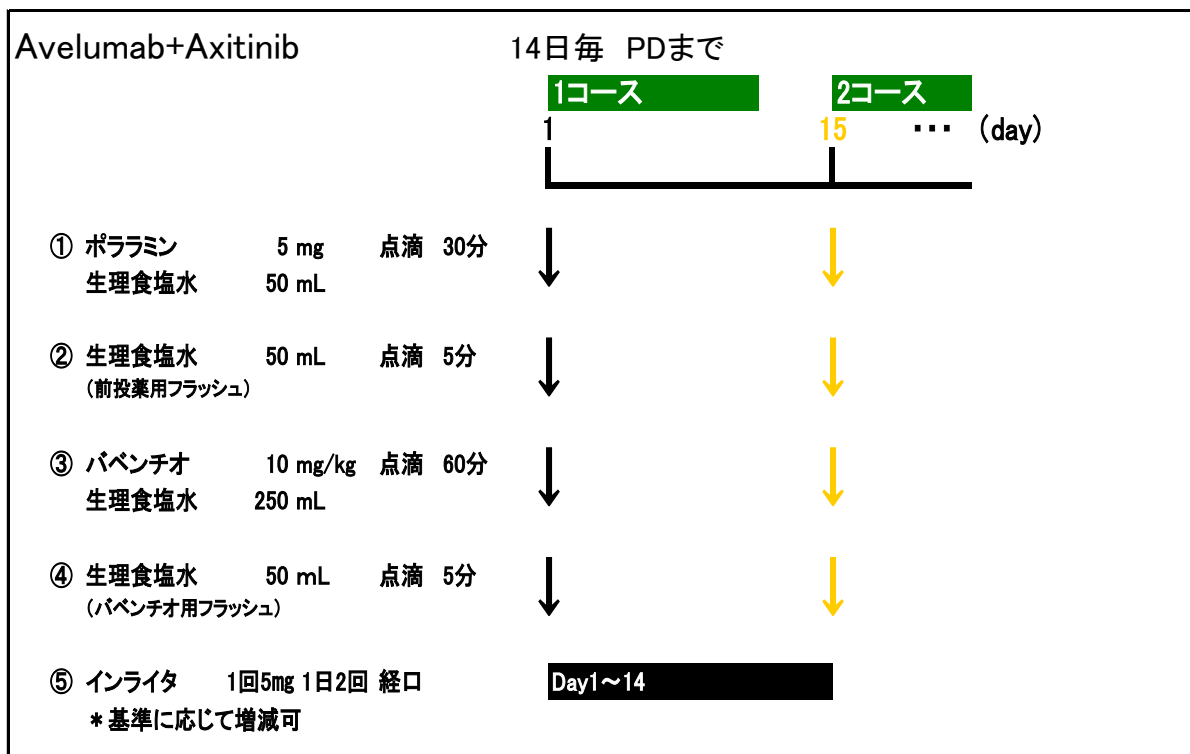 Avelumab+Axitinib 14日毎 PDまで
1コース 2コース
1 15 ･･･ (day)
① ポララミン 5 mg 点滴 30分
生理食塩水 50 mL
② 生理食塩水 50 mL 点滴 5分
(前投薬用フラッシュ)
③ バベンチオ 10 mg/kg 点滴 60分
生理食塩水 250 mL
④ 生理食塩水 50 mL 点滴 5分
(バベンチオ用フラッシュ)
⑤ インライタ 1回5mg 1日2回 経口 Day1～14
＊基準に応じて増減可